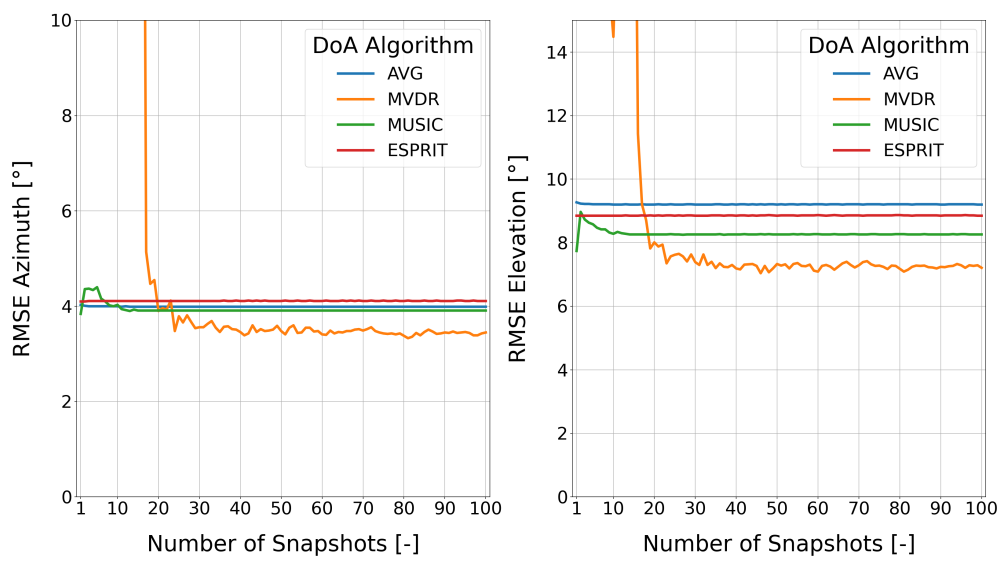 RMSE Azimuth [°]
10
8
6
4
2
0
1 10 20 30 40 50 60 70 80 90 100
Number of Snapshots [-]
DoA Algorithm
AVG
MVDR
MUSIC
ESPRIT
RMSE Elevation [°]
14
12
10
8
6
4
2
0
1 10 20 30 40 50 60 70 80 90 100
Number of Snapshots [-]
DoA Algorithm
AVG
MVDR
MUSIC
ESPRIT